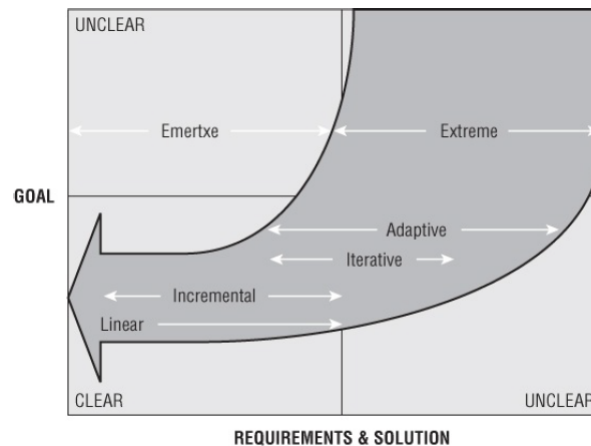 UNCLEAR
Emertxe
Extreme
GOAL
Adaptive
Iterative
Incremental
Linear
CLEAR
UNCLEAR
REQUIREMENTS & SOLUTION